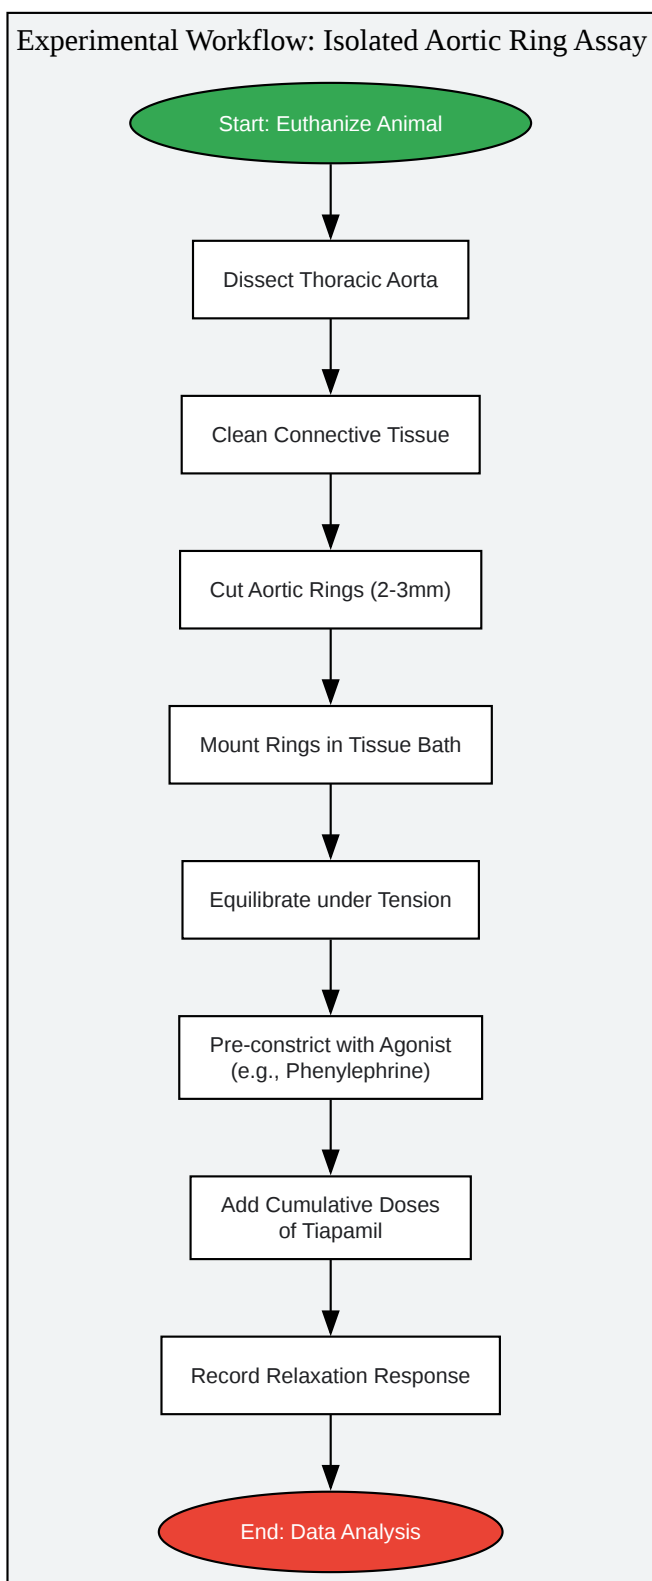 Experimental Workflow: Isolated Aortic Ring Assay
Start: Euthanize Animal
Dissect Thoracic Aorta
Clean Connective Tissue
Cut Aortic Rings (2-3mm)
Mount Rings in Tissue Bath
Equilibrate under Tension
Pre-constrict with Agonist
(e.g., Phenylephrine)
Add Cumulative Doses
of Tiapamil
Record Relaxation Response
End: Data Analysis